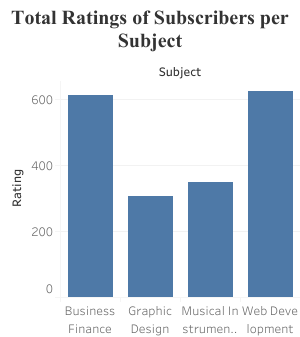 Total Ratings of Subscribers per
Subject
Subject
Rating
600
400
200
0
Business
Finance
Graphic
Design
Musical In
strumen..
Web Deve
lopment